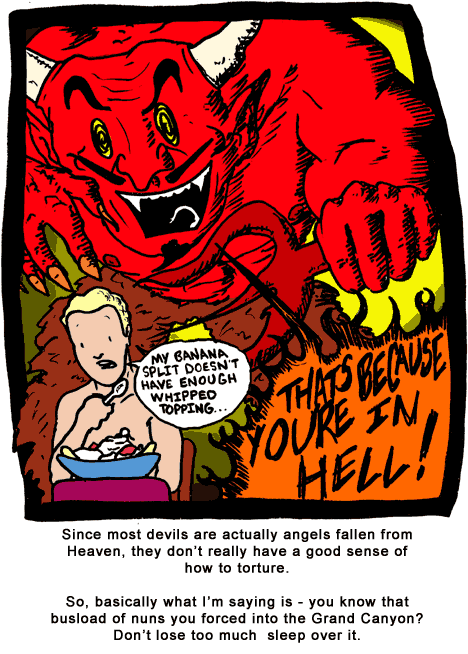 MY BANANA
SPLIT DOESN'T
HAVE ENOUGH
WHIPPED
TOPPING...
THATS BECAUSE
YOURE IN
HELL!
Since most devils are actually angels fallen from
Heaven, they don't really have a good sense of
how to torture.
So, basically what I'm saying is - you know that
busload of nuns you forced into the Grand Canyon?
Don't lose too much  sleep over it.